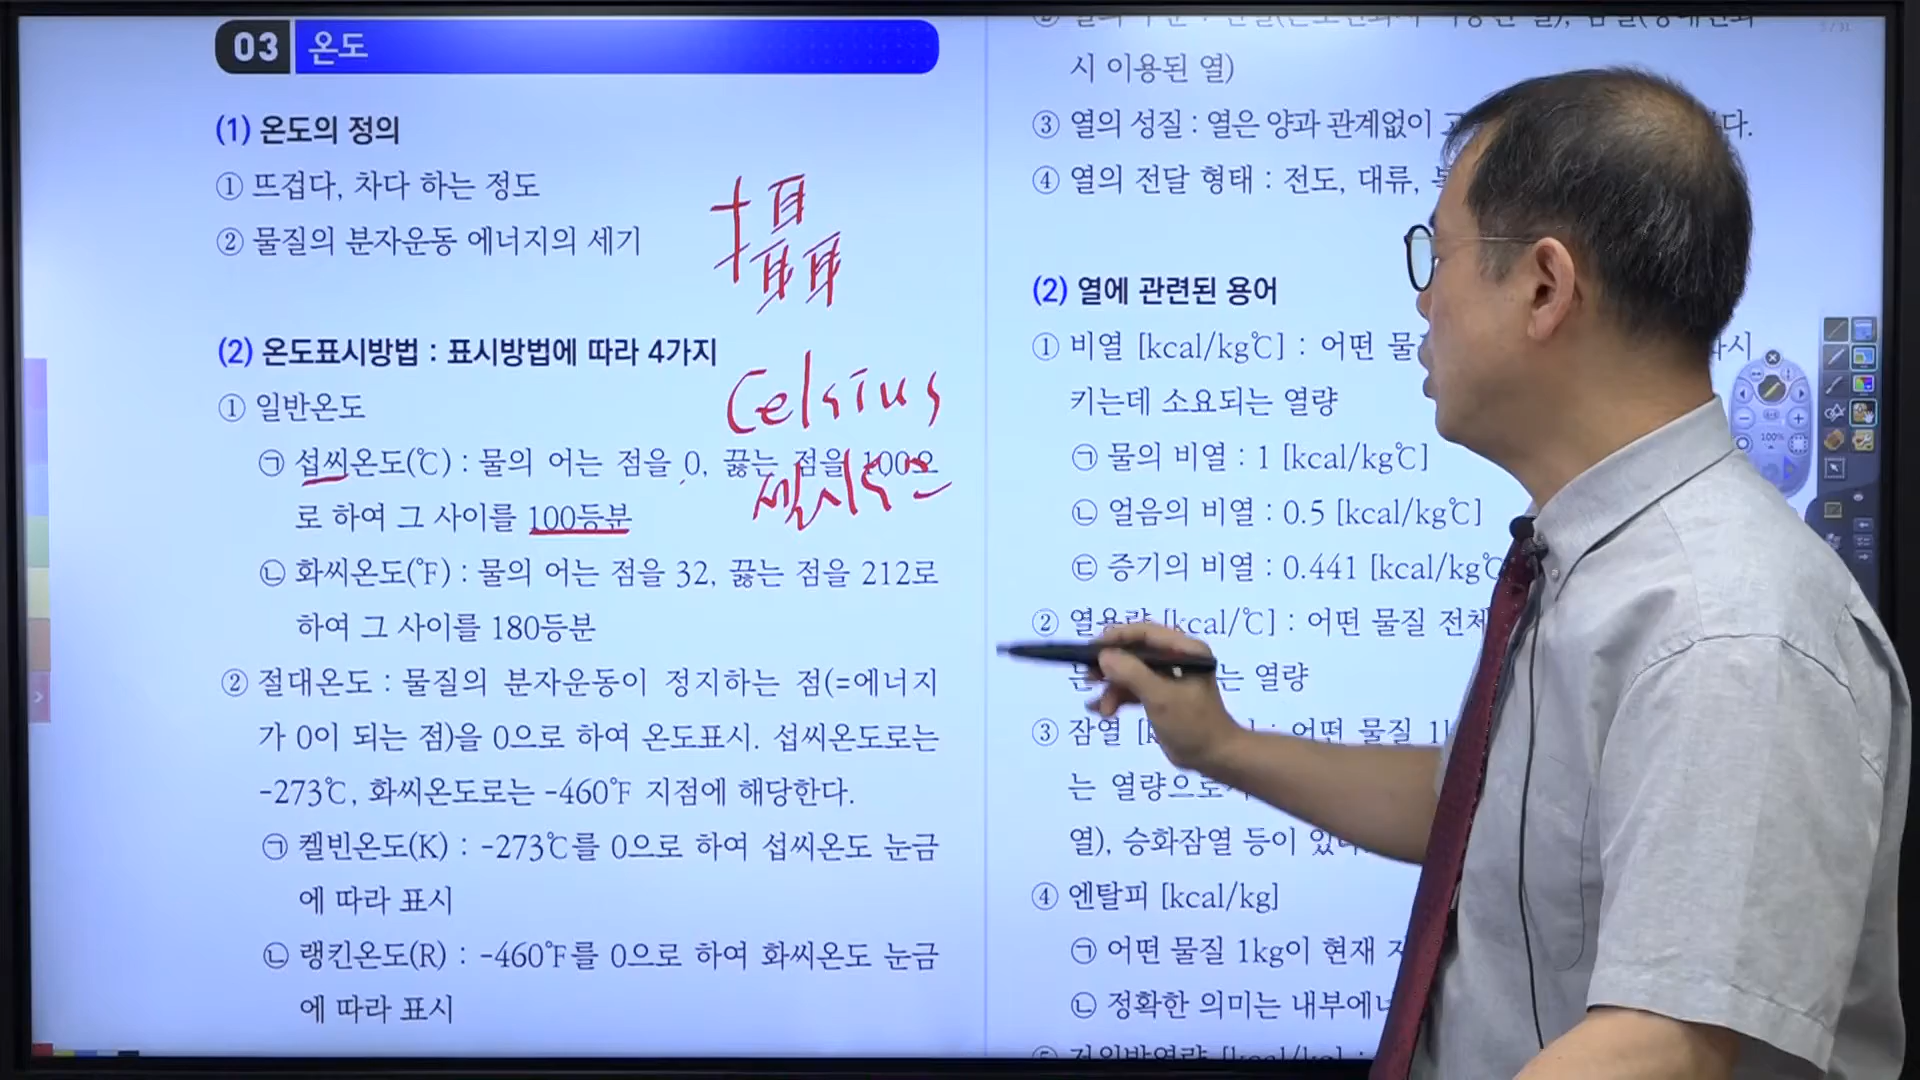 03 온도
(1) 온도의 정의
① 뜨겁다, 차다 하는 정도
② 물질의 분자운동 에너지의 세기
攝
(2) 온도표시방법 : 표시방법에 따라 4가지
Celsius
① 일반온도
㉠ 섭씨온도(℃) : 물의 어는 점을 0, 끓는 점을 100으
셀시우스
로 하여 그 사이를 100등분
㉡ 화씨온도(℉) : 물의 어는 점을 32, 끓는 점을 212로
하여 그 사이를 180등분
② 절대온도 : 물질의 분자운동이 정지하는 점(=에너지
가 0이 되는 점)을 0으로 하여 온도표시. 섭씨온도로는
-273℃, 화씨온도로는 -460℉ 지점에 해당한다.
㉠ 켈빈온도(K) : -273℃를 0으로 하여 섭씨온도 눈금
에 따라 표시
㉡ 랭킨온도(R) : -460℉를 0으로 하여 화씨온도 눈금
에 따라 표시
시 이용된 열)
③ 열의 성질 : 열은 양과 관계없이
④ 열의 전달 형태 : 전도, 대류,
(2) 열에 관련된 용어
① 비열 [kcal/kg℃] : 어떤 물
키는데 소요되는 열량
㉠ 물의 비열 : 1 [kcal/kg℃]
㉡ 얼음의 비열 : 0.5 [kcal/kg℃]
㉢ 증기의 비열 : 0.441 [kcal/kg℃
② 열용량 [kcal/℃] : 어떤 물질 전체
는 열량
③ 잠열 : 어떤 물질 1
는 열량으로
열), 승화잠열 등이 있
④ 엔탈피 [kcal/kg]
㉠ 어떤 물질 1kg이 현재
㉡ 정확한 의미는 내부에너
100%